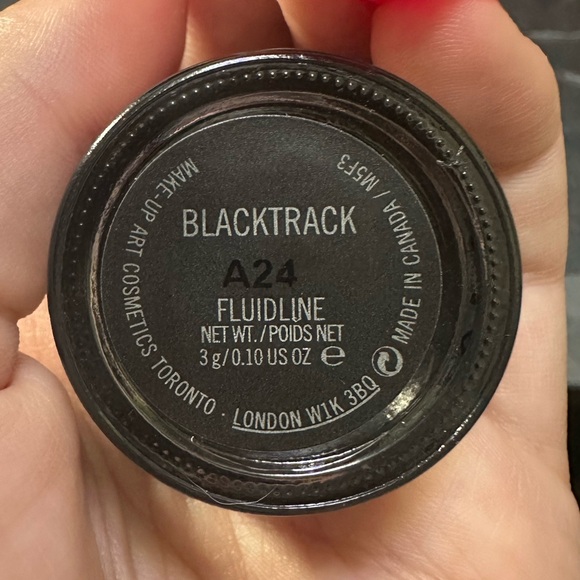 BLACKTRACK
A24
FLUIDLINE
NET WT./POIDS NET
3 g/0.10 US OZ ℮
MAKE-UP ART COSMETICS TORONTO · LONDON W1K 3BQ
MADE IN CANADA / M5F3